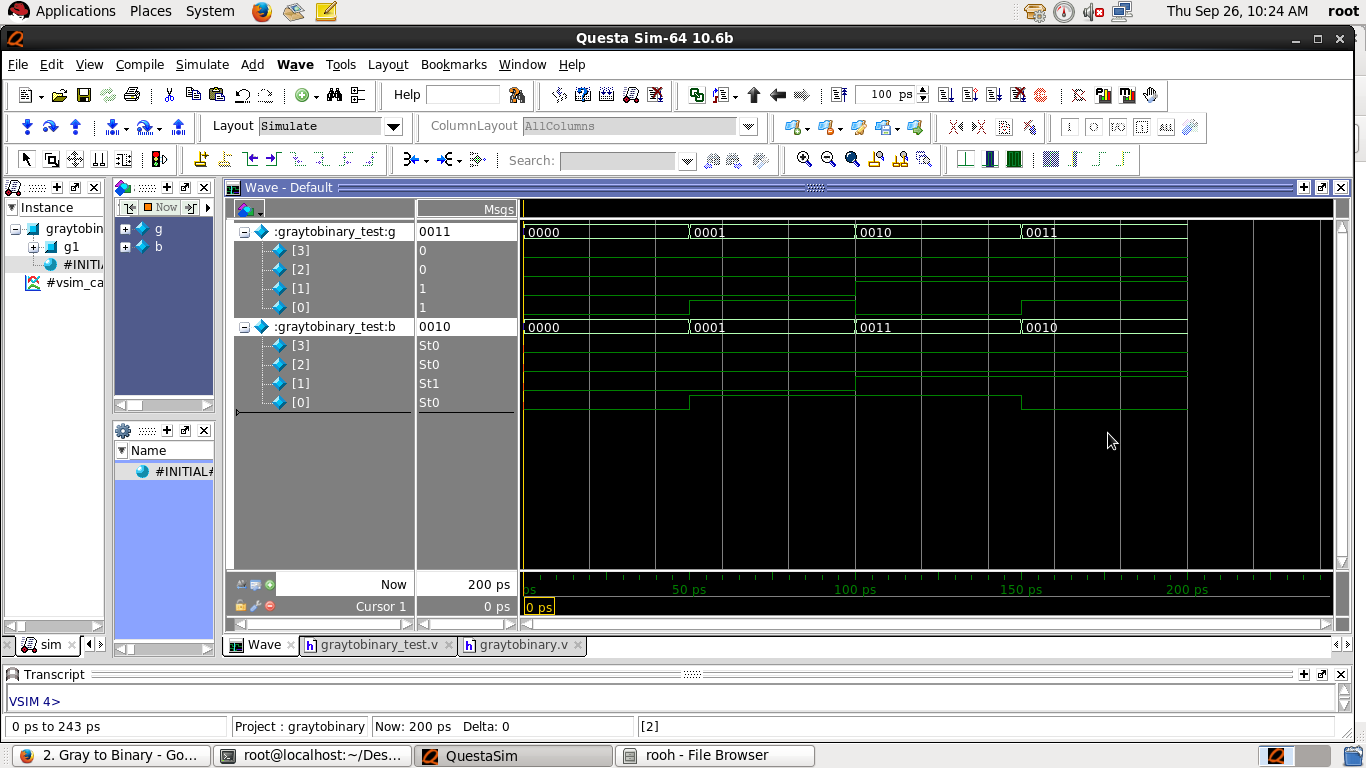 Applications Places System Thu Sep 26, 10:24 AM root
Questa Sim-64 10.6b
File Edit View Compile Simulate Add Wave Tools Layout Bookmarks Window Help
Help 100 ps
Layout Simulate ColumnLayout AllColumns
Search:
Wave - Default
Instance
graytobin
g1
#INITI
#vsim_ca
Now
g
b
Name
#INITIAL#
Msgs
:graytobinary_test:g 0011 0000 0001 0010 0011
[3] 0
[2] 0
[1] 1
[0] 1
:graytobinary_test:b 0010 0000 0001 0011 0010
[3] St0
[2] St0
[1] St1
[0] St0
Now 200 ps ps 50 ps 100 ps 150 ps 200 ps
Cursor 1 0 ps 0 ps
sim Wave graytobinary_test.v graytobinary.v
Transcript
VSIM 4>
0 ps to 243 ps Project : graytobinary Now: 200 ps Delta: 0 [2]
2. Gray to Binary - Go... root@localhost:~/Des... QuestaSim rooh - File Browser